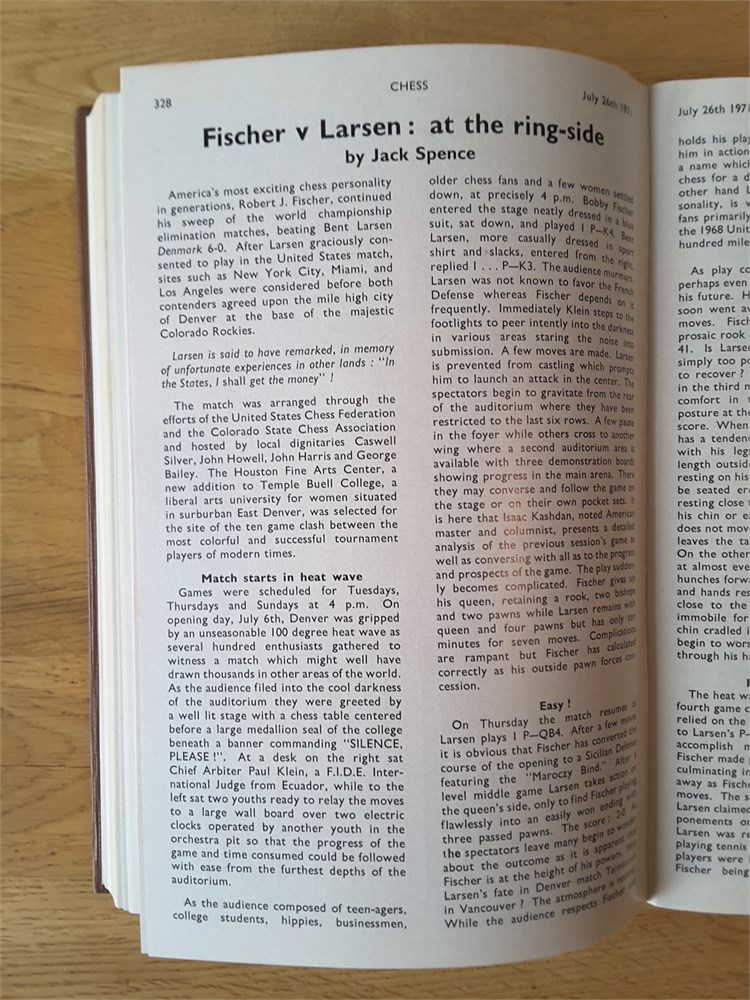 328
CHESS
July 26th 1971
Fischer v Larsen : at the ring-side
by Jack Spence
America's most exciting chess personality
in generations, Robert J. Fischer, continued
his sweep of the world championship
elimination matches, beating Bent Larsen
Denmark 6-0. After Larsen graciously con-
sented to play in the United States match,
sites such as New York City, Miami, and
Los Angeles were considered before both
contenders agreed upon the mile high city
of Denver at the base of the majestic
Colorado Rockies.
Larsen is said to have remarked, in memory
of unfortunate experiences in other lands : "In
the States, I shall get the money" !
The match was arranged through the
efforts of the United States Chess Federation
and the Colorado State Chess Association
and hosted by local dignitaries Caswell
Silver, John Howell, John Harris and George
Bailey. The Houston Fine Arts Center, a
new addition to Temple Buell College, a
liberal arts university for women situated
in surburban East Denver, was selected for
the site of the ten game clash between the
most colorful and successful tournament
players of modern times.
Match starts in heat wave
Games were scheduled for Tuesdays,
Thursdays and Sundays at 4 p.m. On
opening day, July 6th, Denver was gripped
by an unseasonable 100 degree heat wave as
several hundred enthusiasts gathered to
witness a match which might well have
drawn thousands in other areas of the world.
As the audience filed into the cool darkness
of the auditorium they were greeted by
a well lit stage with a chess table centered
before a large medallion seal of the college
beneath a banner commanding "SILENCE,
PLEASE !". At a desk on the right sat
Chief Arbiter Paul Klein, a F.I.D.E. Inter-
national Judge from Ecuador, while to the
left sat two youths ready to relay the moves
to a large wall board over two electric
clocks operated by another youth in the
orchestra pit so that the progress of the
game and time consumed could be followed
with ease from the furthest depths of the
auditorium.
As the audience composed of teen-agers,
college students, hippies, businessmen,
older chess fans and a few women settled
down, at precisely 4 p.m. Bobby Fischer
entered the stage neatly dressed in a blue
suit, sat down, and played 1 P—K4. Bent
Larsen, more casually dressed in sport
shirt and slacks, entered from the right,
replied 1 . . . P—K3. The audience murmurs.
Larsen was not known to favor the French
Defense whereas Fischer depends on it
frequently. Immediately Klein steps to the
footlights to peer intently into the darkness
in various areas staring the noise into
submission. A few moves are made. Larsen
is prevented from castling which prompts
him to launch an attack in the center. The
spectators begin to gravitate from the rear
of the auditorium where they have been
restricted to the last six rows. A few pause
in the foyer while others cross to another
wing where a second auditorium area is
available with three demonstration boards
showing progress in the main arena. There
they may converse and follow the game on
the stage or on their own pocket sets. It
is here that Isaac Kashdan, noted American
master and columnist, presents a detailed
analysis of the previous session's game as
well as conversing with all as to the progress
and prospects of the game. The play sudden-
ly becomes complicated. Fischer gives up
his queen, retaining a rook, two bishops
and two pawns while Larsen remains with
queen and four pawns but has only ten
minutes for seven moves. Complications
are rampant but Fischer has calculated
correctly as his outside pawn forces con-
cession.
Easy !
On Thursday the match resumes as
Larsen plays 1 P—QB4. After a few moves
it is obvious that Fischer has converted the
course of the opening to a Sicilian Defense
featuring the "Maroczy Bind." After a
level middle game Larsen takes action on
the queen's side, only to find Fischer playing
flawlessly into an easily won ending with
three passed pawns. The score : 2-0. As
the spectators leave many begin to wonder
about the outcome as it is apparent that
Fischer is at the height of his powers. Will
Larsen's fate in Denver match Taimanov's
in Vancouver ? The atmosphere is
While the audience respects Fischer and
July 26th 1971
holds his play
him in action
a name which
chess for a d
other hand L
sonality, is v
fans primarily
the 1968 Unit
hundred mile
As play co
perhaps even
his future. H
soon went av
moves. Fisch
prosaic rook
41. Is Larse
simply too po
to recover ?
in the third m
comfort in t
posture at the
score. When
has a tenden
with his legs
length outsid
resting on his
be seated er
resting close
his chin or e
does not mov
leaves the ta
On the other
at almost eve
hunches forw
and hands res
close to the
immobile for
chin cradled i
begin to wors
through his h
H
The heat wa
fourth game c
relied on the
to Larsen's P-
accomplish m
Fischer made
culminating i
away as Fische
moves. The s
Larsen claimed
ponements or
Larsen was re
playing tennis
players were
Fischer being